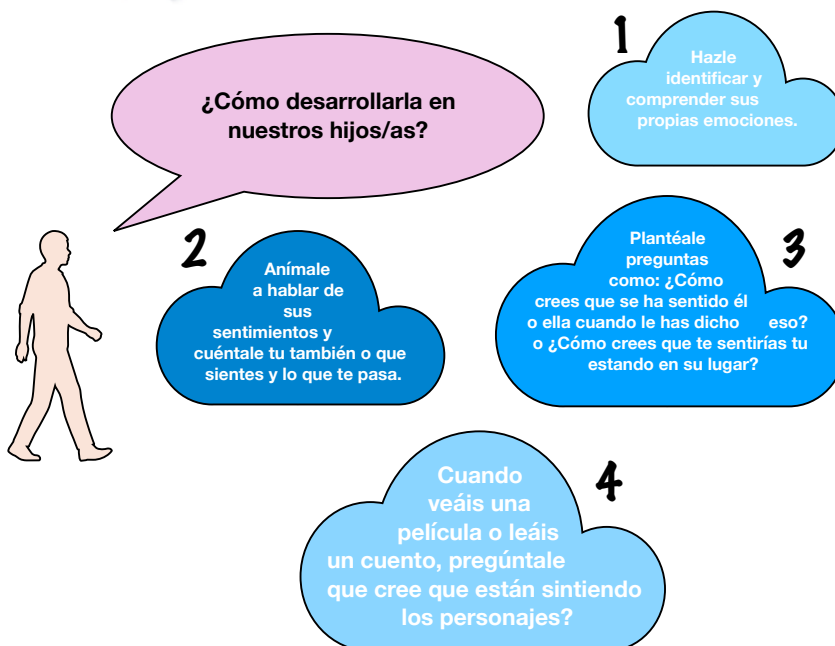 ¿Cómo desarrollarla en
nuestros hijos/as?
1
Hazle
identificar y
comprender sus
propias emociones.
2
Anímale
a hablar de
sus
sentimientos y
cuéntale tu también o que
sientes y lo que te pasa.
3
Plantéale
preguntas
como: ¿Cómo
crees que se ha sentido él
o ella cuando le has dicho eso?
o ¿Cómo crees que te sentirías tu
estando en su lugar?
4
Cuando
veáis una
película o leáis
un cuento, pregúntale
que cree que están sintiendo
los personajes?